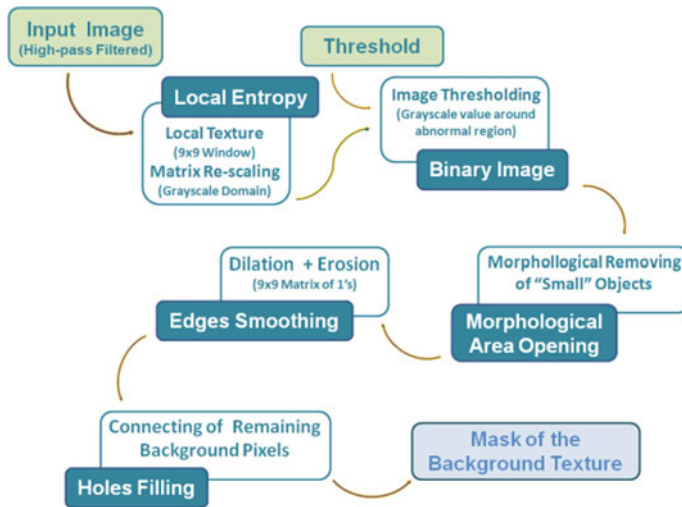 Input Image
(High-pass Filtered)
Threshold
Local Entropy
Local Texture
(9x9 Window)
Matrix Re-scaling
(Grayscale Domain)
Image Thresholding
(Grayscale value around
abnormal region)
Binary Image
Morphollogical Removing
of “Small” Objects
Morphological
Area Opening
Dilation + Erosion
(9x9 Matrix of 1's)
Edges Smoothing
Connecting of Remaining
Background Pixels
Holes Filling
Mask of the
Background Texture